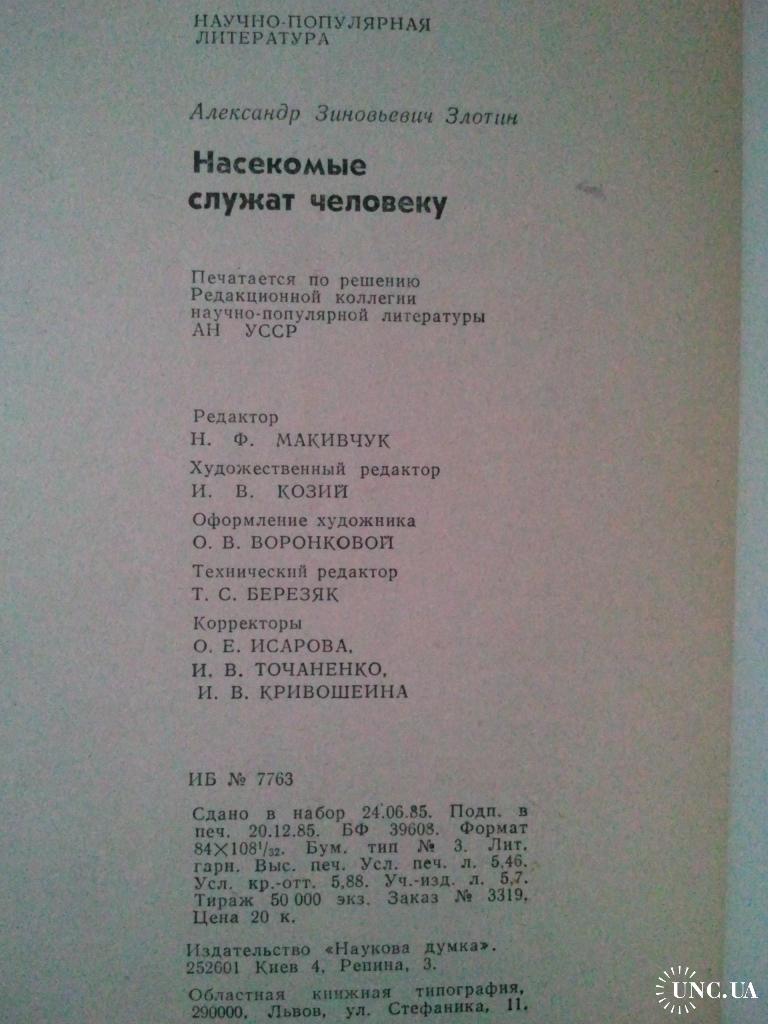 НАУЧНО-ПОПУЛЯРНАЯ
ЛИТЕРАТУРА
Александр Зиновьевич Злотин
Насекомые
служат человеку
Печатается по решению
Редакционной коллегии
научно-популярной литературы
АН УССР
Редактор
Н. Ф. МАКИВЧУК
Художественный редактор
И. В. КОЗИЙ
Оформление художника
О. В. ВОРОНКОВОЙ
Технический редактор
Т. С. БЕРЕЗЯК
Корректоры
О. Е. ИСАРОВА,
И. В. ТОЧАНЕНКО,
И. В. КРИВОШЕИНА
ИБ № 7763
Сдано в набор 24.06.85. Подп. в
печ. 20.12.85. БФ 39608. Формат
84×108¹/₃₂. Бум. тип № 3. Лит.
гарн. Выс. печ. Усл. печ. л. 5,46.
Усл. кр.-отт. 5,88. Уч.-изд. л. 5,7.
Тираж 50 000 экз. Заказ № 3319.
Цена 20 к.
Издательство «Наукова думка».
252601 Киев 4, Репина, 3.
Областная книжная типография,
290000, Львов, ул. Стефаника, 11.
UNC.UA